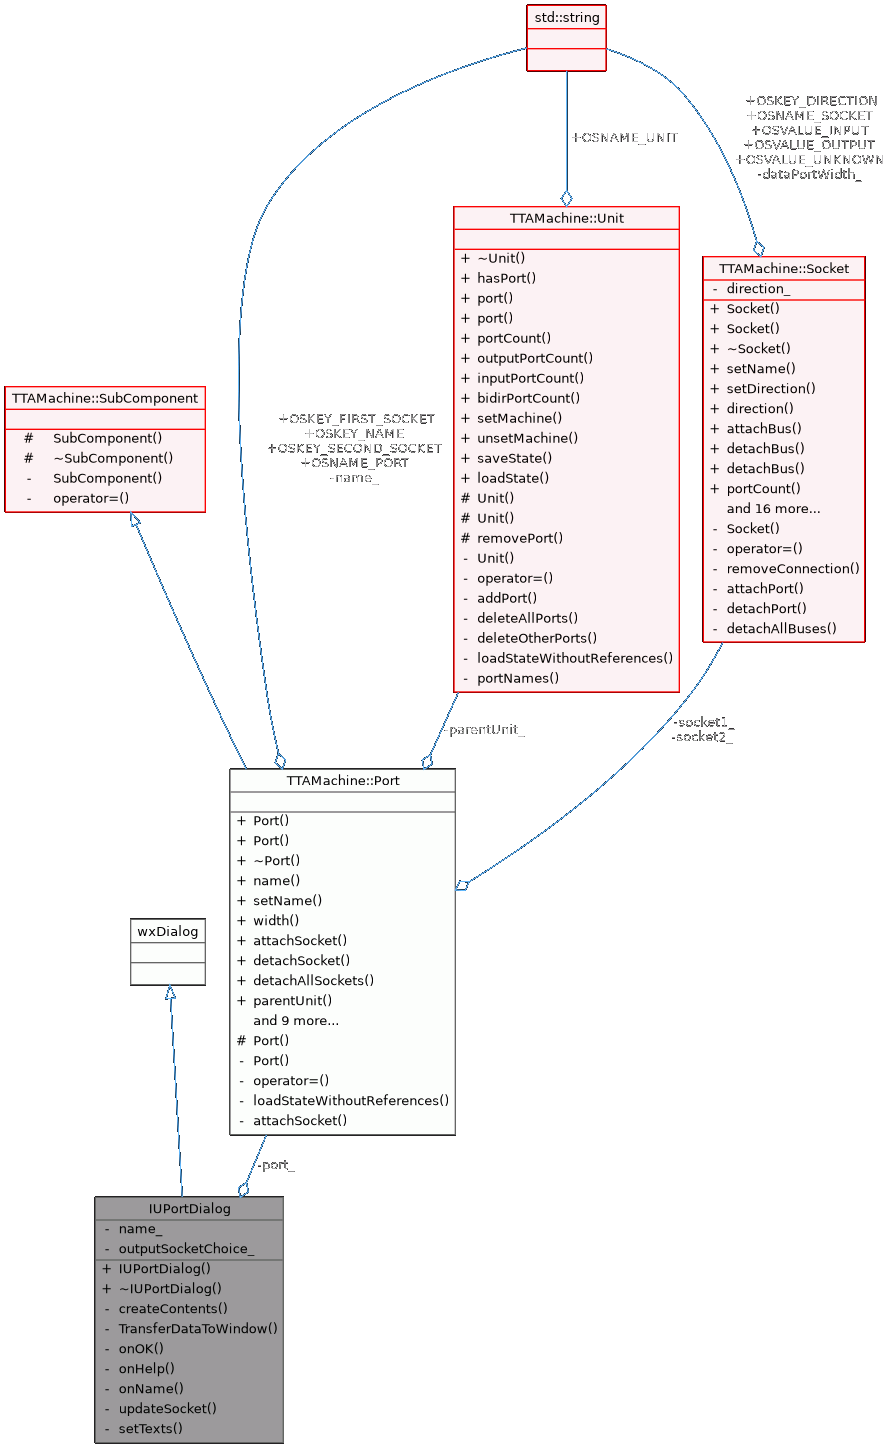 std::string
+OSKEY_DIRECTION
+OSNAME_SOCKET
+OSVALUE_INPUT
+OSVALUE_OUTPUT
+OSVALUE_UNKNOWN
-dataPortWidth_
+OSNAME_UNIT
TTAMachine::Unit
+ ~Unit()
+ hasPort()
+ port()
+ port()
+ portCount()
+ outputPortCount()
+ inputPortCount()
+ bidirPortCount()
+ setMachine()
+ unsetMachine()
+ saveState()
+ loadState()
# Unit()
# Unit()
# removePort()
- Unit()
- operator=()
- addPort()
- deleteAllPorts()
- deleteOtherPorts()
- loadStateWithoutReferences()
- portNames()
TTAMachine::Socket
- direction_
+ Socket()
+ Socket()
+ ~Socket()
+ setName()
+ setDirection()
+ direction()
+ attachBus()
+ detachBus()
+ detachBus()
+ portCount()
and 16 more...
- Socket()
- operator=()
- removeConnection()
- attachPort()
- detachPort()
- detachAllBuses()
TTAMachine::SubComponent
# SubComponent()
# ~SubComponent()
- SubComponent()
- operator=()
+OSKEY_FIRST_SOCKET
+OSKEY_NAME
+OSKEY_SECOND_SOCKET
+OSNAME_PORT
-name_
-parentUnit_
-socket1_
-socket2_
TTAMachine::Port
+ Port()
+ Port()
+ ~Port()
+ name()
+ setName()
+ width()
+ attachSocket()
+ detachSocket()
+ detachAllSockets()
+ parentUnit()
and 9 more...
# Port()
- Port()
- operator=()
- loadStateWithoutReferences()
- attachSocket()
wxDialog
-port_
IUPortDialog
- name_
- outputSocketChoice_
+ IUPortDialog()
+ ~IUPortDialog()
- createContents()
- TransferDataToWindow()
- onOK()
- onHelp()
- onName()
- updateSocket()
- setTexts()